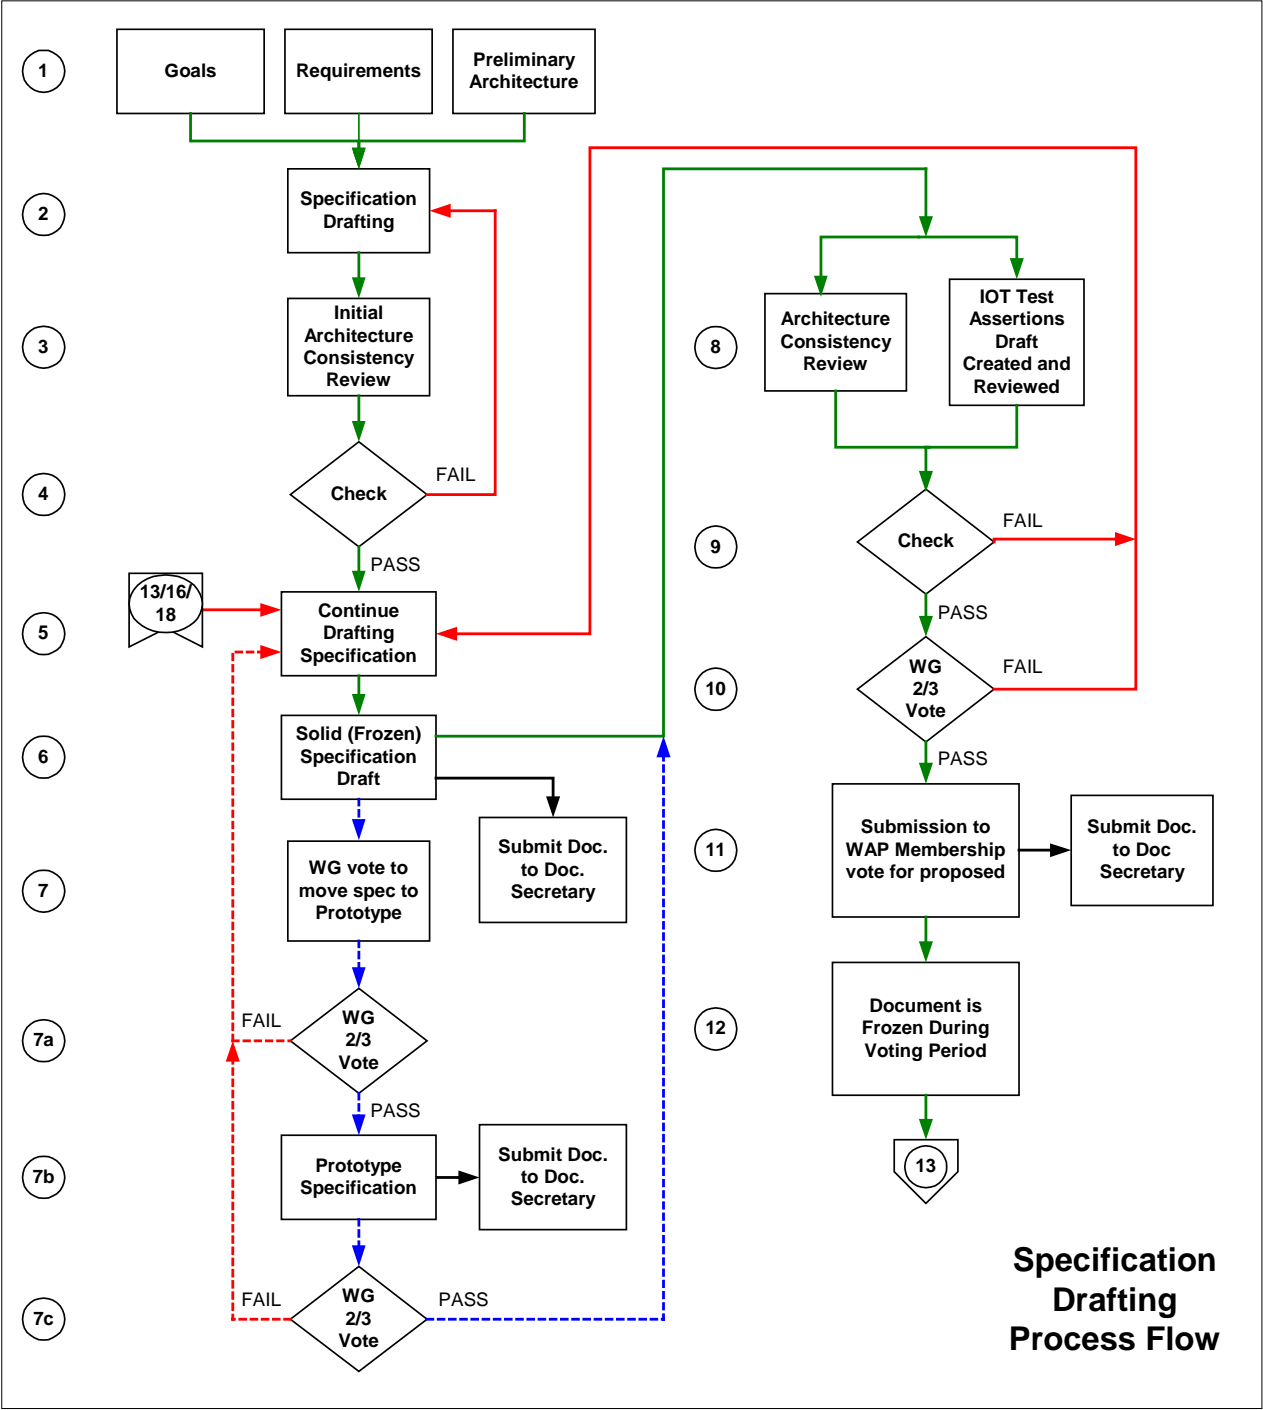 1
Goals
Requirements
Preliminary
Architecture
2
Specification
Drafting
3
Initial
Architecture
Consistency
Review
4
Check
FAIL
PASS
13/16/
18
5
Continue
Drafting
Specification
6
Solid (Frozen)
Specification
Draft
Submit Doc.
to Doc.
Secretary
7
WG vote to
move spec to
Prototype
7a
FAIL
WG
2/3
Vote
PASS
7b
Prototype
Specification
Submit Doc.
to Doc.
Secretary
7c
FAIL
WG
2/3
Vote
PASS
8
Architecture
Consistency
Review
IOT Test
Assertions
Draft
Created and
Reviewed
9
Check
FAIL
PASS
10
WG
2/3
Vote
FAIL
PASS
11
Submission to
WAP Membership
vote for proposed
Submit Doc.
to Doc
Secretary
12
Document is
Frozen During
Voting Period
13
Specification
Drafting
Process Flow